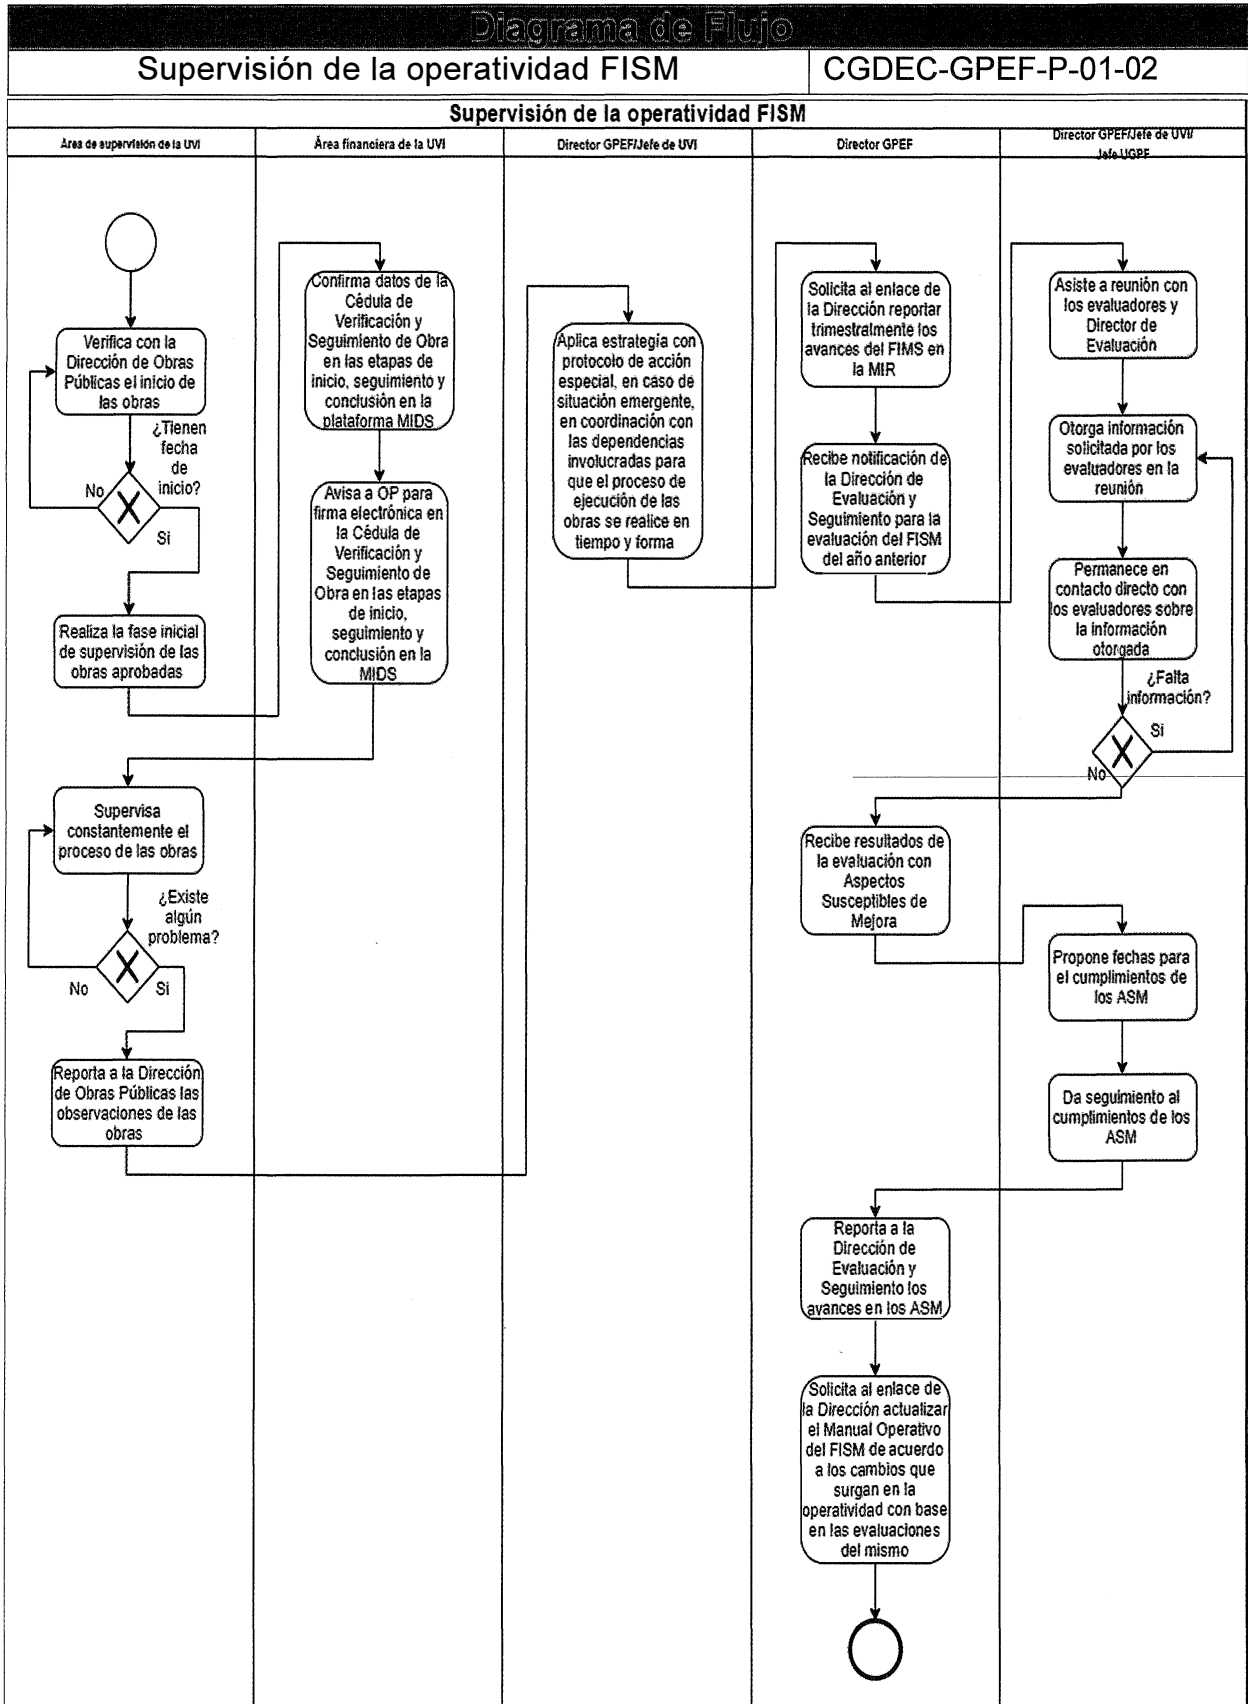 Diagrama de Flujo
Supervisión de la operatividad FISM
CGDEC-GPEF-P-01-02
Supervisión de la operatividad FISM
Área de supervisión de la UVI
Área financiera de la UVI
Director GPEF/Jefe de UVI
Director GPEF
Director GPEF/Jefe de UVI/
Jefe UGPF
Verifica con la
Dirección de Obras
Públicas el inicio de
las obras
¿Tienen
fecha
de
inicio?
No
Si
Realiza la fase inicial
de supervisión de las
obras aprobadas
Confirma datos de la
Cédula de
Verificación y
Seguimiento de Obra
en las etapas de
inicio, seguimiento y
conclusión en la
plataforma MIDS
Avisa a OP para
firma electrónica en
la Cédula de
Verificación y
Seguimiento de
Obra en las etapas
de inicio,
seguimiento y
conclusión en la
MIDS
Supervisa
constantemente el
proceso de las obras
¿Existe
algún
problema?
No
Si
Reporta a la Dirección
de Obras Públicas las
observaciones de las
obras
Aplica estrategía con
protocolo de acción
especial, en caso de
situación emergente,
en coordinación con
las dependencias
involucradas para
que el proceso de
ejecución de las
obras se realice en
tiempo y forma
Solicita al enlace de
la Dirección reportar
trimestralmente los
avances del FIMS en
la MIR
Recibe notificación de
la Dirección de
Evaluación y
Seguimiento para la
evaluación del FISM
del año anterior
Asiste a reunión con
los evaluadores y
Director de
Evaluación
Otorga información
solicitada por los
evaluadores en la
reunión
Permanece en
contacto directo con
los evaluadores sobre
la información
otorgada
¿Falta
información?
Si
No
Recibe resultados de
la evaluación con
Aspectos
Susceptibles de
Mejora
Propone fechas para
el cumplimientos de
los ASM
Da seguimiento al
cumplimientos de los
ASM
Reporta a la
Dirección de
Evaluación y
Seguimiento los
avances en los ASM
Solicita al enlace de
la Dirección actualizar
el Manual Operativo
del FISM de acuerdo
a los cambios que
surgan en la
operatividad con base
en las evaluaciones
del mismo